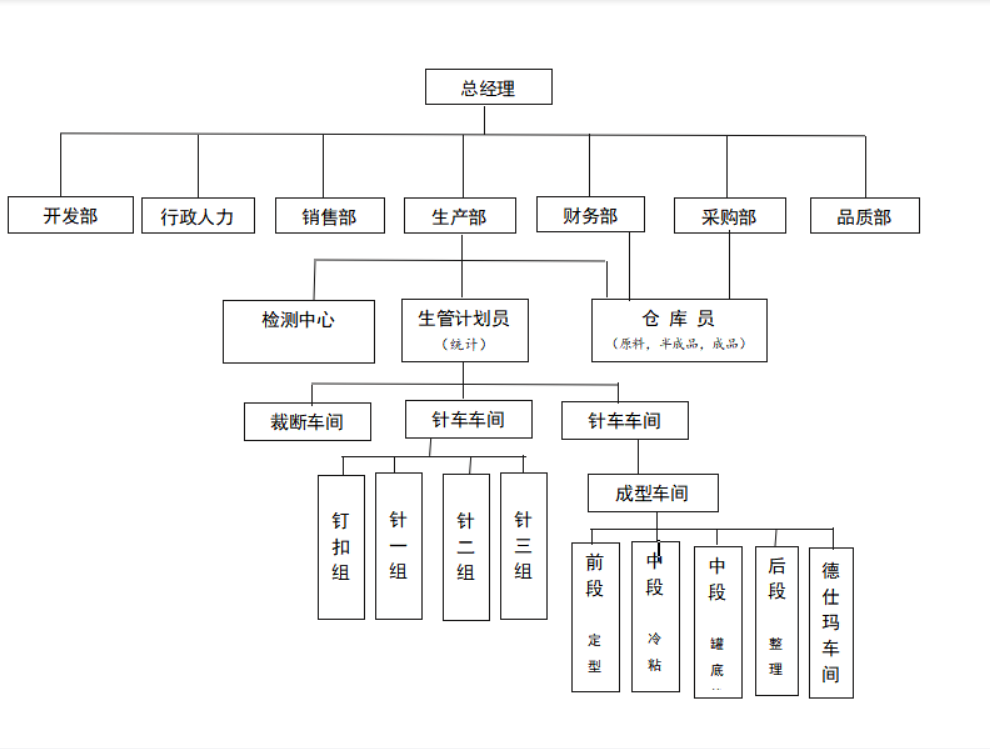 总经理
开发部
行政人力
销售部
生产部
财务部
采购部
品质部
检测中心
生管计划员
（统计）
仓 库 员
（原料，半成品，成品）
裁断车间
针车车间
针车车间
成型车间
钉扣组
针一组
针二组
针三组
前段 定型
中段 冷粘
中段 罐底
后段 整理
德仕玛车间